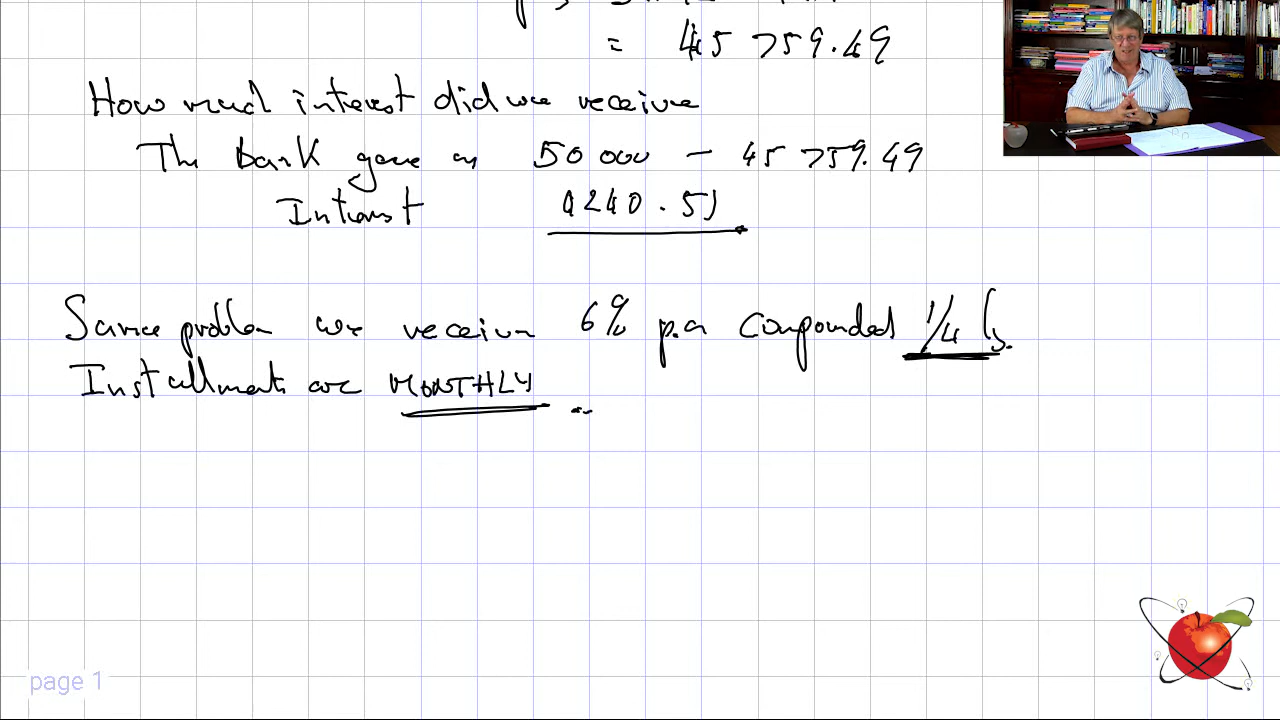 = 45 759.49
How much interest did we receive
The bank gave us 50 000 - 45 759.49
Interest 4240.51
Same problem we receive 6% p.a compounded 1/4 ly.
Installments are MONTHLY
page 1